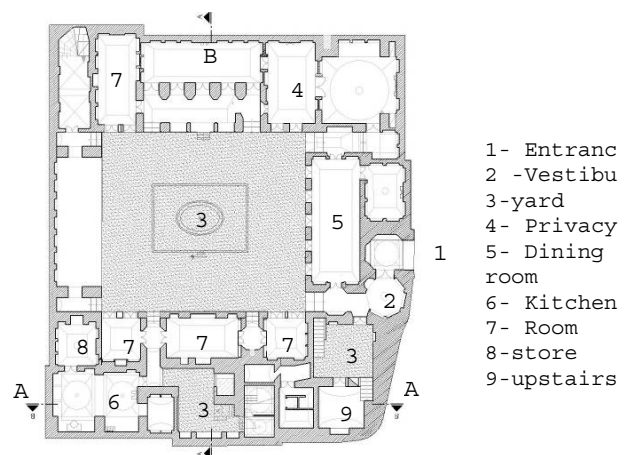 B
7
4
3
5
1
2
8
7
7
7
3
A
6
3
9
A
1- Entranc
2 -Vestibu
3-yard
4- Privacy
5- Dining
room
6- Kitchen
7- Room
8-store
9-upstairs